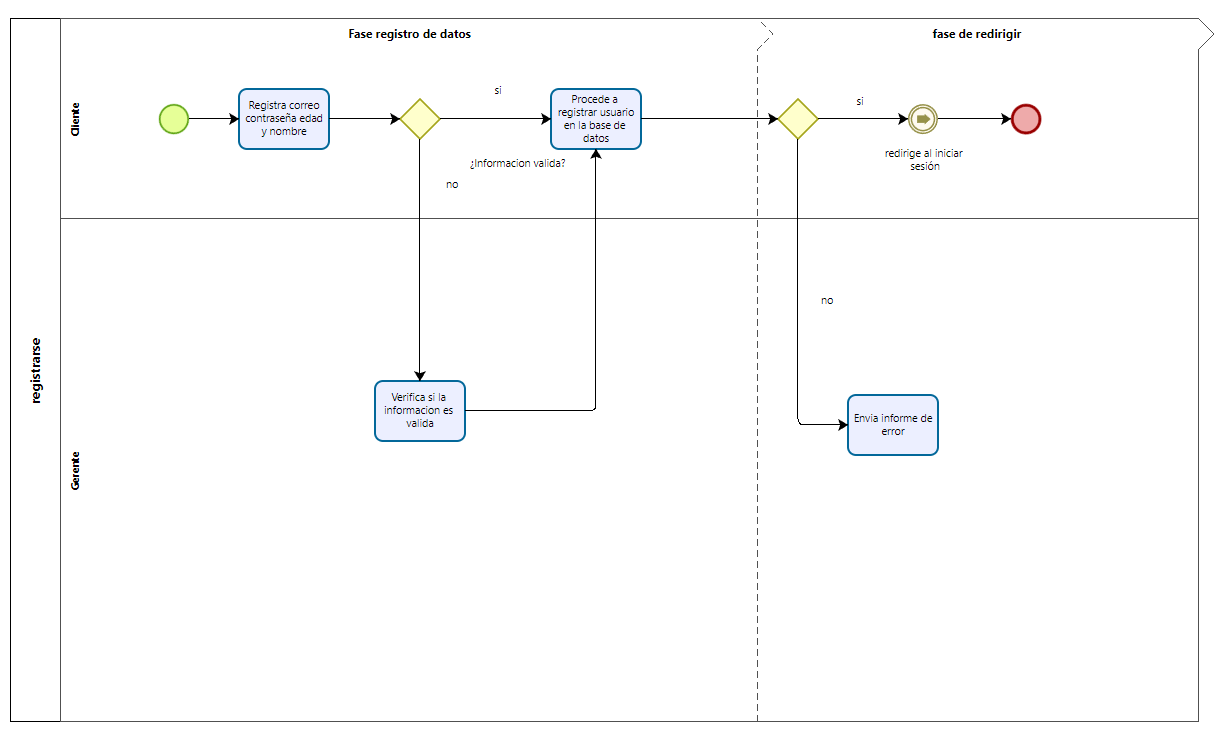 Fase registro de datos
fase de redirigir
registrarse
Cliente
Registra correo
contraseña edad
y nombre
si
Procede a
registrar usuario
en la base de
datos
¿Informacion valida?
no
si
redirige al iniciar
sesión
Gerente
no
Verifica si la
informacion es
valida
Envia informe de
error